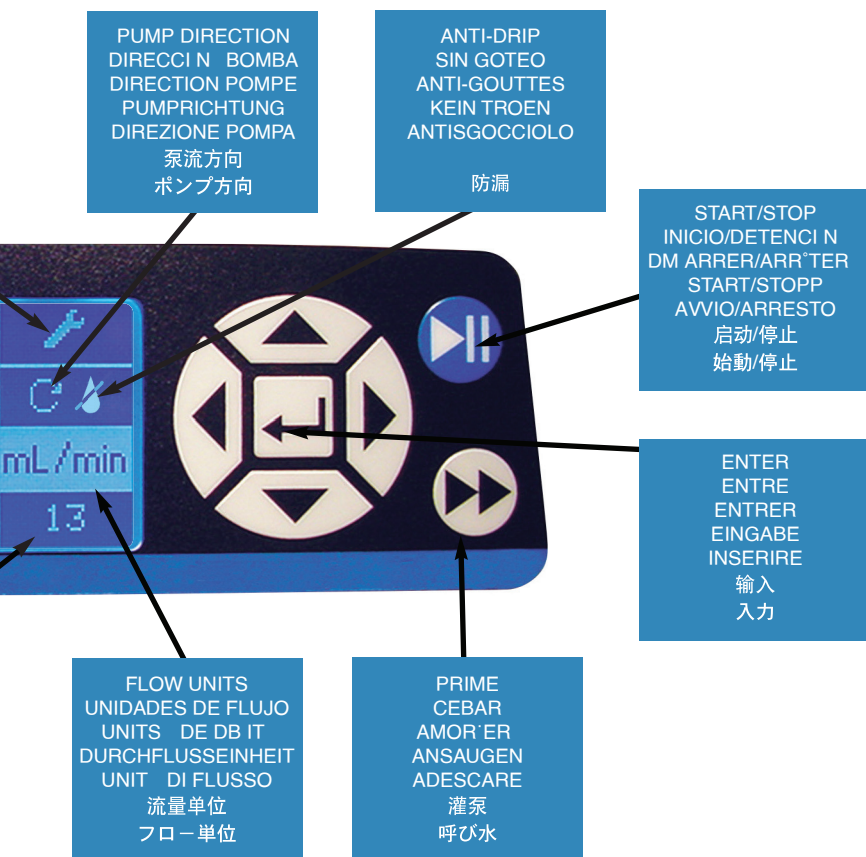 PUMP DIRECTION
DIRECCI N BOMBA
DIRECTION POMPE
PUMPRICHTUNG
DIREZIONE POMPA
泵流方向
ポンプ方向
ANTI-DRIP
SIN GOTEO
ANTI-GOUTTES
KEIN TROEN
ANTISGOCCIOLO
防漏
START/STOP
INICIO/DETENCI N
DM ARRER/ARR˚TER
START/STOPP
AVVIO/ARRESTO
启动/停止
始動/停止
mL/min
13
ENTER
ENTRE
ENTRER
EINGABE
INSERIRE
输入
入力
FLOW UNITS
UNIDADES DE FLUJO
UNITS DE DB IT
DURCHFLUSSEINHEIT
UNIT DI FLUSSO
流量单位
フロー単位
PRIME
CEBAR
AMOR˙ER
ANSAUGEN
ADESCARE
灌泵
呼び水